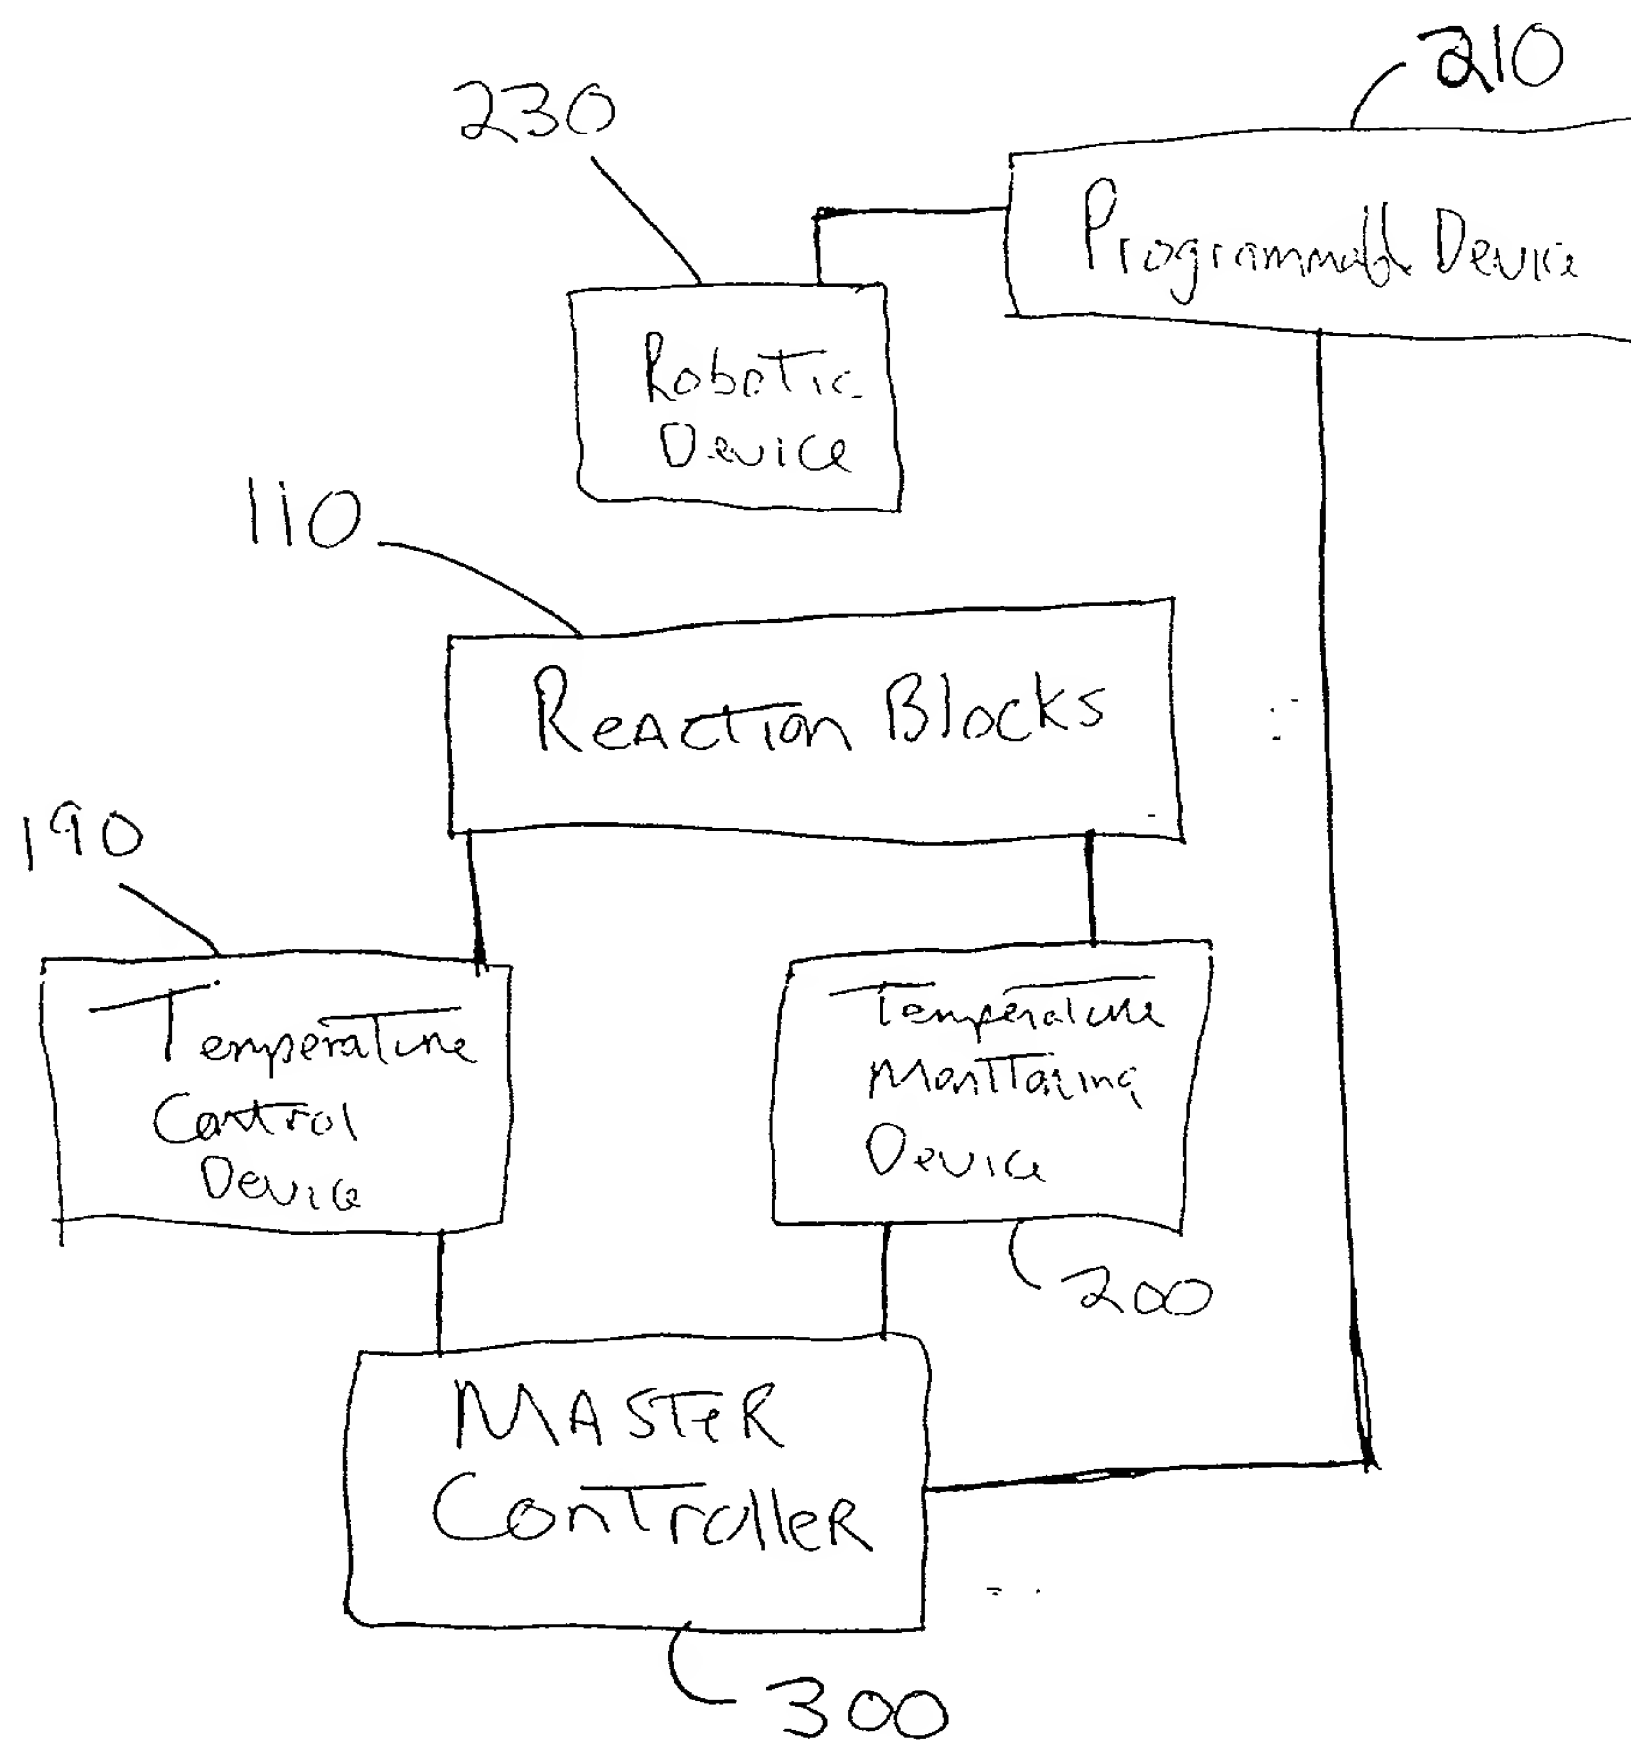 210
230
Programmable Device
Robotic
Device
110
Reaction Blocks
190
Temperature
Control
Device
Temperature
Monitoring
Device
200
MASTER
Controller
300